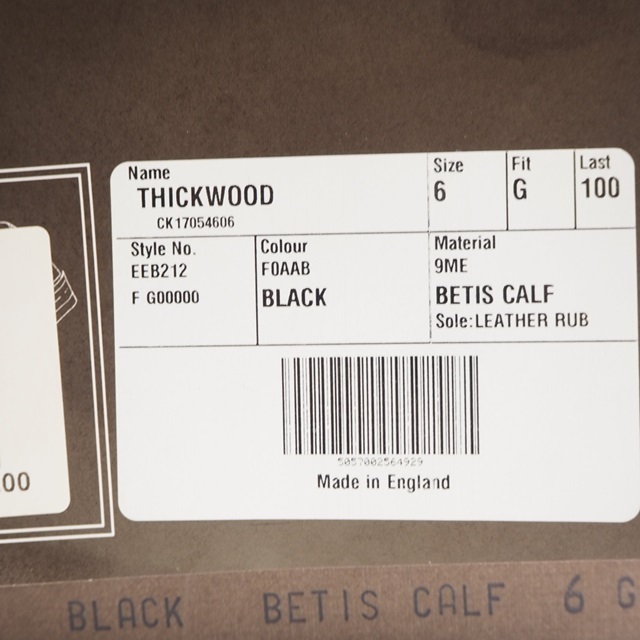 Name
THICKWOOD
CK17054606
Size
6
Fit
G
Last
100
Style No.
EEB212
F G00000
Colour
F0AAB
BLACK
Material
9ME
BETIS CALF
Sole:LEATHER RUB
5057002564929
Made in England
.00
BLACK BETIS CALF 6 G